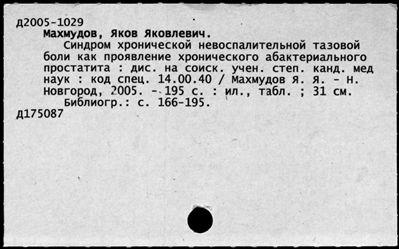 Д2005-1029
Махмудов, Яков Яковлевич.
Синдром хронической невоспалительной тазовой
боли как проявление хронического абактериального
простатита : дис. на соиск. учен. степ. канд. мед
наук : код спец. 14.00.40 / Махмудов Я. Я. - Н.
Новгород, 2005. - 195 с. : ил., табл. ; 31 см.
Библиогр.: с. 166-195.
Д175087